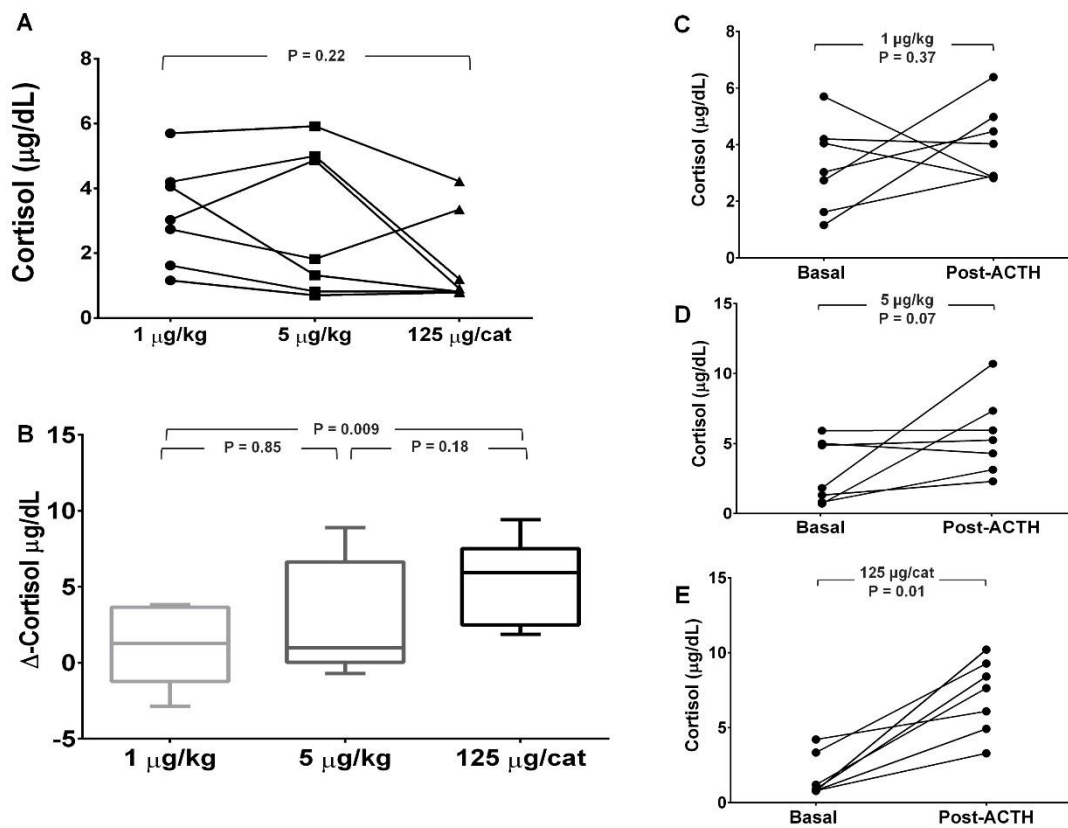 A
P = 0.22
Cortisol (μg/dL)
8
6
4
2
0
1 μg/kg
5 μg/kg
125 μg/cat
B
P = 0.009
P = 0.85
P = 0.18
Δ-Cortisol μg/dL
15
10
5
0
-5
1 μg/kg
5 μg/kg
125 μg/cat
C
1 μg/kg
P = 0.37
Cortisol (μg/dL)
8
6
4
2
0
Basal
Post-ACTH
D
5 μg/kg
P = 0.07
Cortisol (μg/dL)
15
10
5
0
Basal
Post-ACTH
E
125 μg/cat
P = 0.01
Cortisol (μg/dL)
15
10
5
0
Basal
Post-ACTH